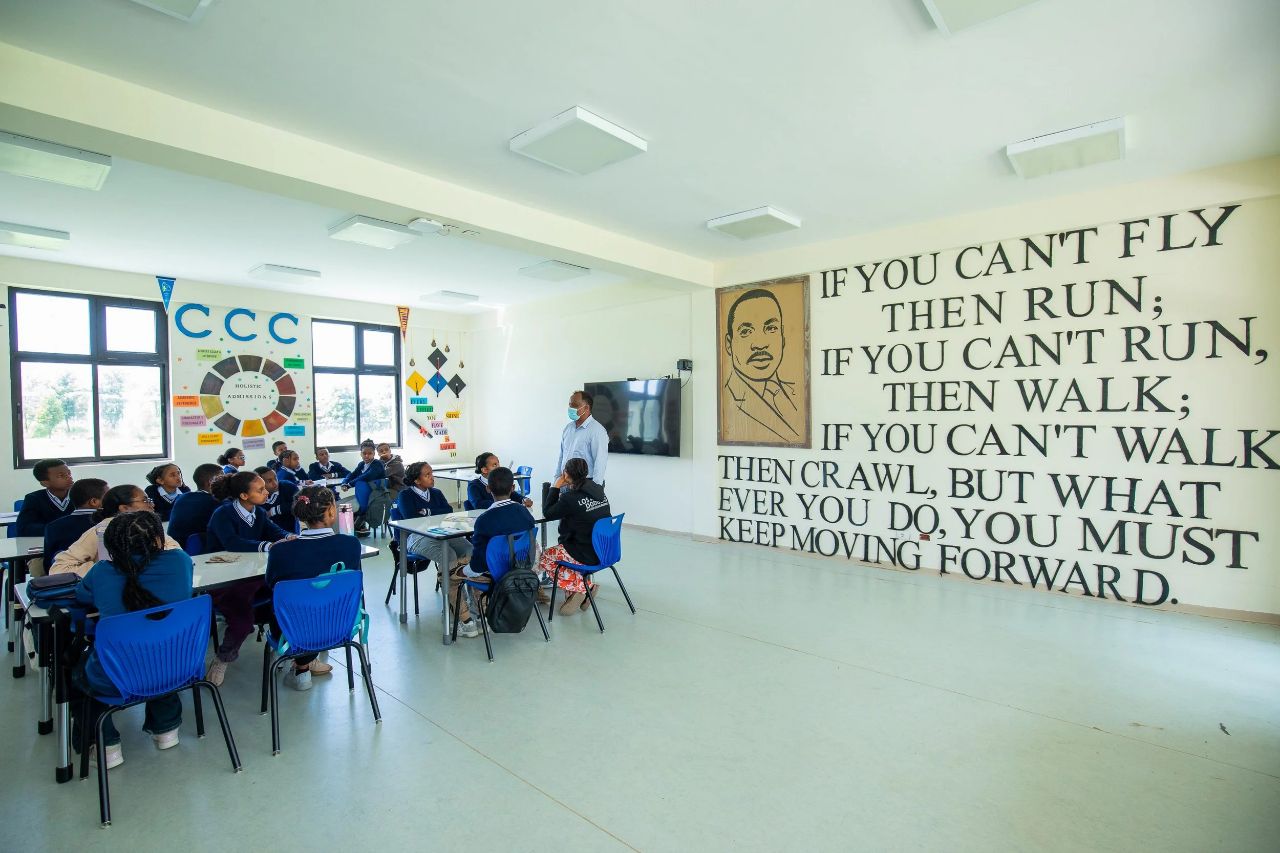 CCC
HOLISTIC
ADMISSIONS
IF YOU CAN'T FLY
THEN RUN;
IF YOU CAN'T RUN,
THEN WALK;
IF YOU CAN'T WALK
THEN CRAWL, BUT WHAT
EVER YOU DO, YOU MUST
KEEP MOVING FORWARD.